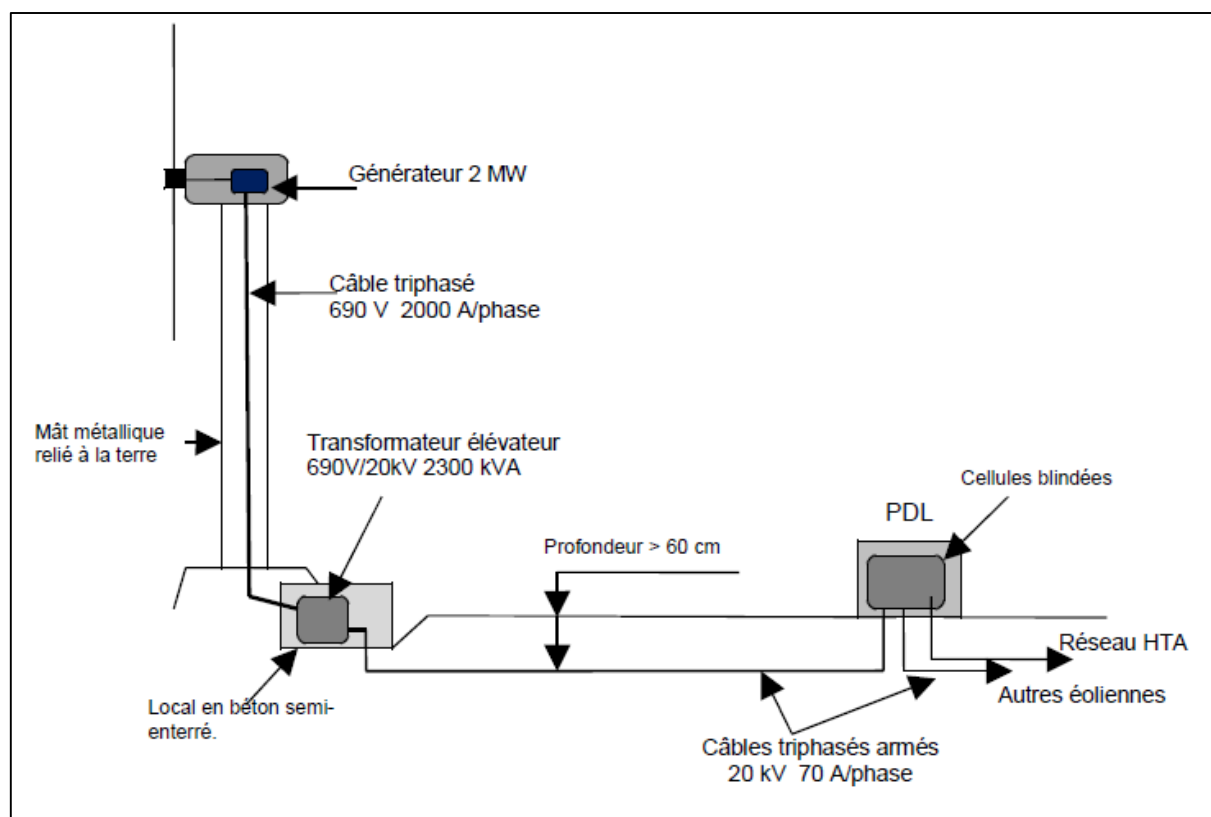 Générateur 2 MW
Câble triphasé
690 V 2000 A/phase
Mât métallique
relié à la terre
Transformateur élévateur
690V/20kV 2300 kVA
Cellules blindées
PDL
Profondeur > 60 cm
Réseau HTA
Autres éoliennes
Local en béton semi-
enterré.
Câbles triphasés armés
20 kV 70 A/phase